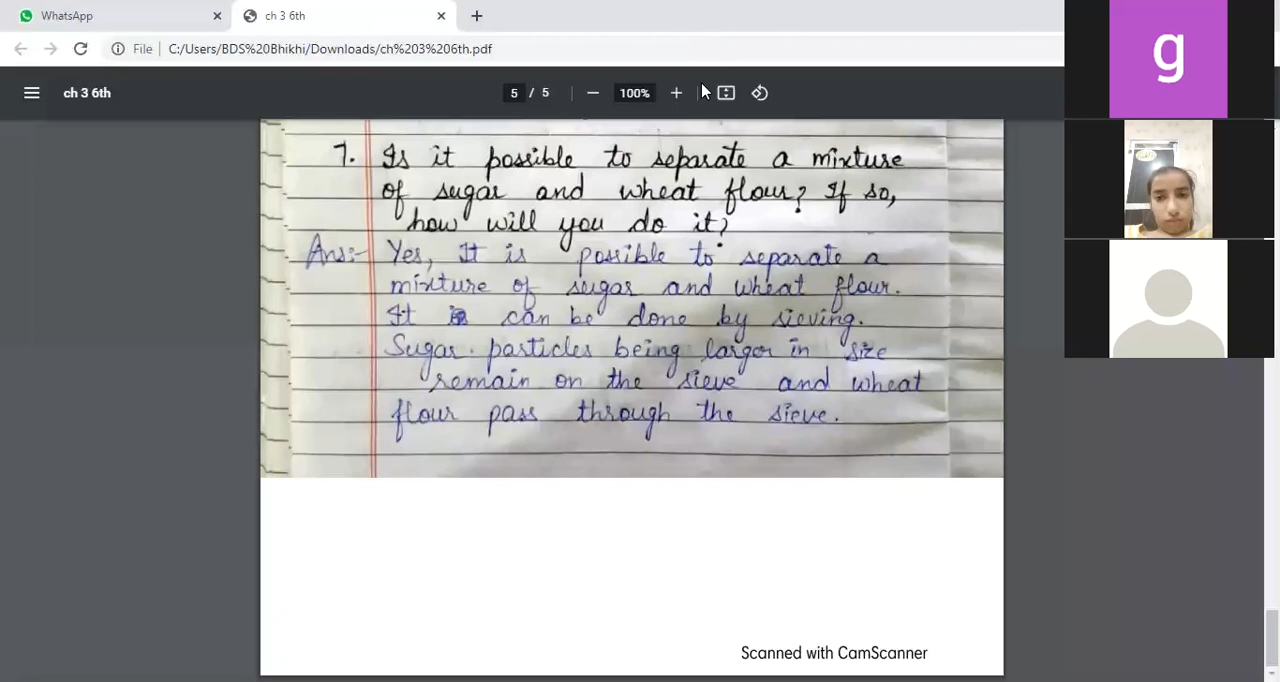 WhatsApp
ch 3 6th
File
C:/Users/BDS%20Bhikhi/Downloads/ch%203%206th.pdf
ch 3 6th
5 / 5
100%
g
7. Is it possible to separate a mixture
of sugar and wheat flour? If so,
how will you do it?
Ans:- Yes, It is possible to separate a
mixture of sugar and wheat flour.
It can be done by sieving.
Sugar particles being larger in size
remain on the sieve and wheat
flour pass through the sieve.
Scanned with CamScanner